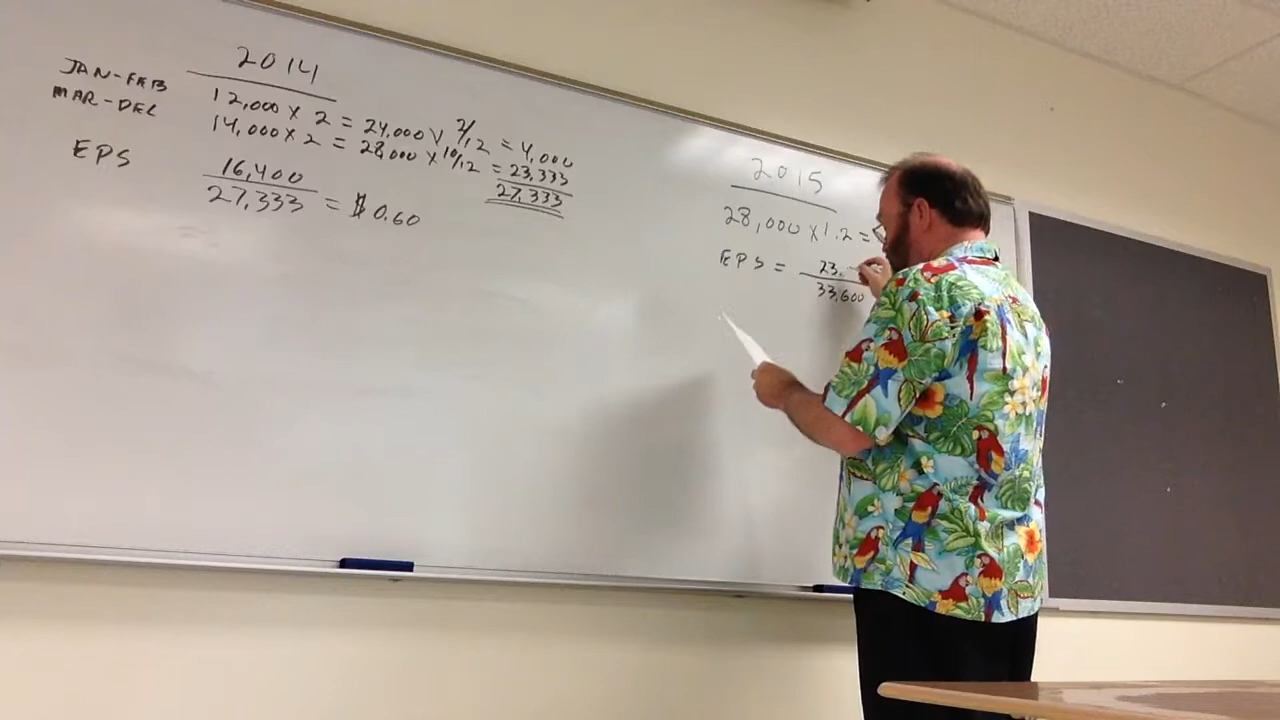 2014
JAN-FEB 12,000 x 2 = 24,000 x 2/12 = 4,000
MAR-DEC 14,000 x 2 = 28,000 x 10/12 = 23,333
27,333
EPS 16,400 / 27,333 = $0.60
2015
28,000 x 1.2 =
EPS = 23, / 33,600